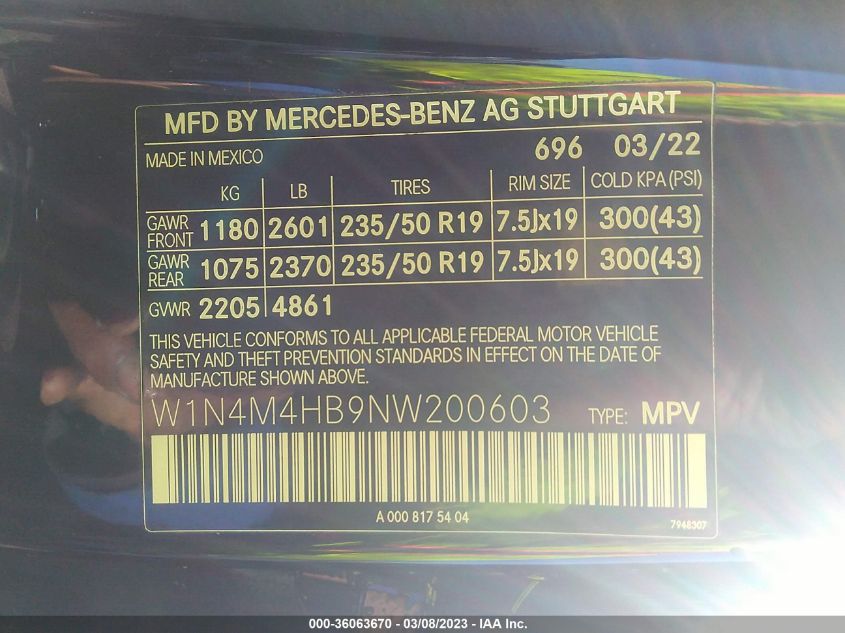 MFD BY MERCEDES-BENZ AG STUTTGART
MADE IN MEXICO 696 03/22
KG LB TIRES RIM SIZE COLD KPA (PSI)
GAWR FRONT 1180 2601 235/50 R19 7.5Jx19 300(43)
GAWR REAR 1075 2370 235/50 R19 7.5Jx19 300(43)
GVWR 2205 4861
THIS VEHICLE CONFORMS TO ALL APPLICABLE FEDERAL MOTOR VEHICLE
SAFETY AND THEFT PREVENTION STANDARDS IN EFFECT ON THE DATE OF
MANUFACTURE SHOWN ABOVE.
W1N4M4HB9NW200603 TYPE: MPV
A 000 817 54 04
7948307
000-36063670 - 03/08/2023 - IAA Inc.